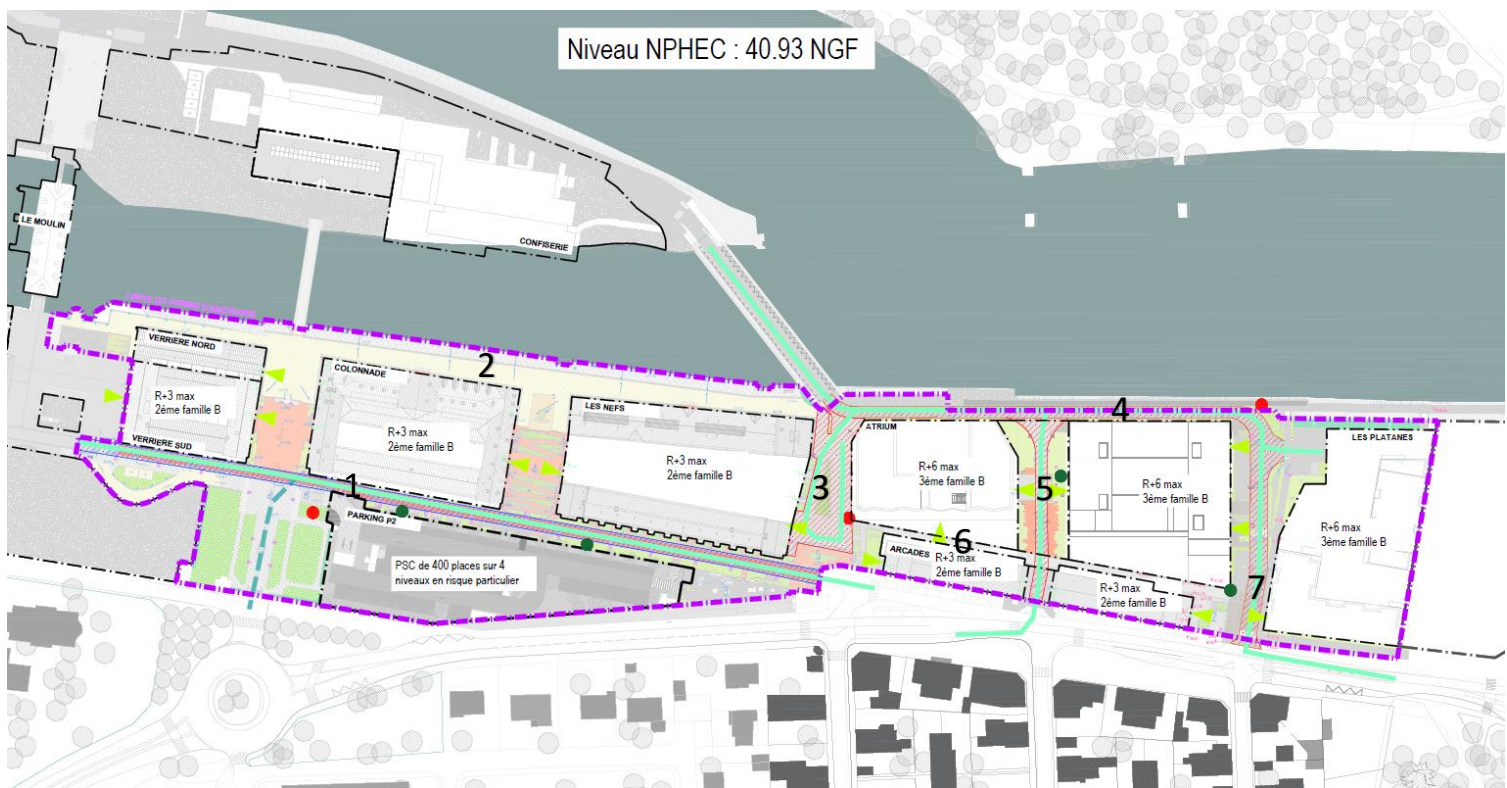 Niveau NPHEC : 40.93 NGF
LE MOULIN
CONFISERIE
VERRIERE NORD
R+3 max
2ème famille B
VERRIERE SUD
COLONNADE
R+3 max
2ème famille B
2
LES NEFS
R+3 max
2ème famille B
1
PARKING P2
PSC de 400 places sur 4
niveaux en risque particulier
3
ATRIUM
R+6 max
3ème famille B
4
5
R+6 max
3ème famille B
LES PLATANES
R+6 max
3ème famille B
6
ARCADES
R+3 max
2ème famille B
R+3 max
2ème famille B
7